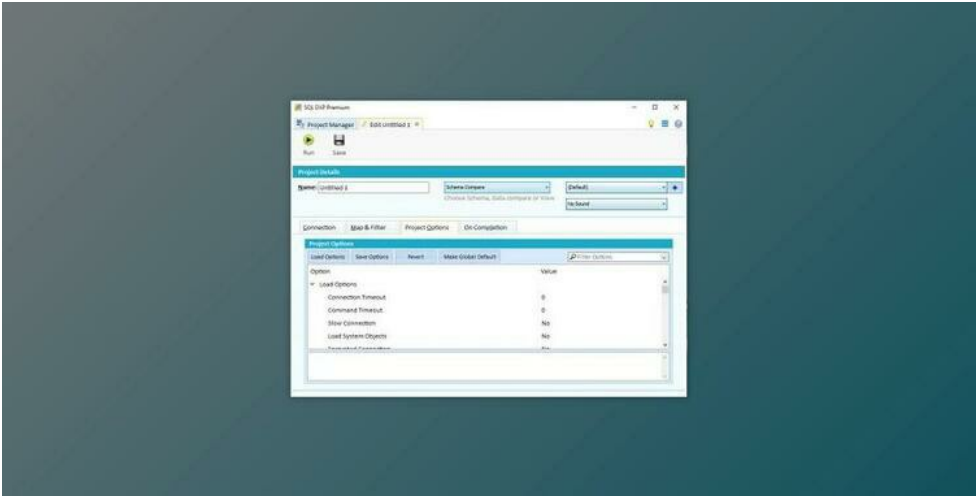 SQL DXP Premium
Project Manager Edit Untitled 1
Run Save
Project Details
Name Untitled 1 Schema Compare (Default)
Choose Schema, Data compare or View
No Sound
Connection Map & Filter Project Options On Completion
Project Options
Load Options Save Options Revert Make Global Default Filter Options
Option Value
Load Options
Connection Timeout 0
Command Timeout 0
Slow Connection No
Load System Objects No